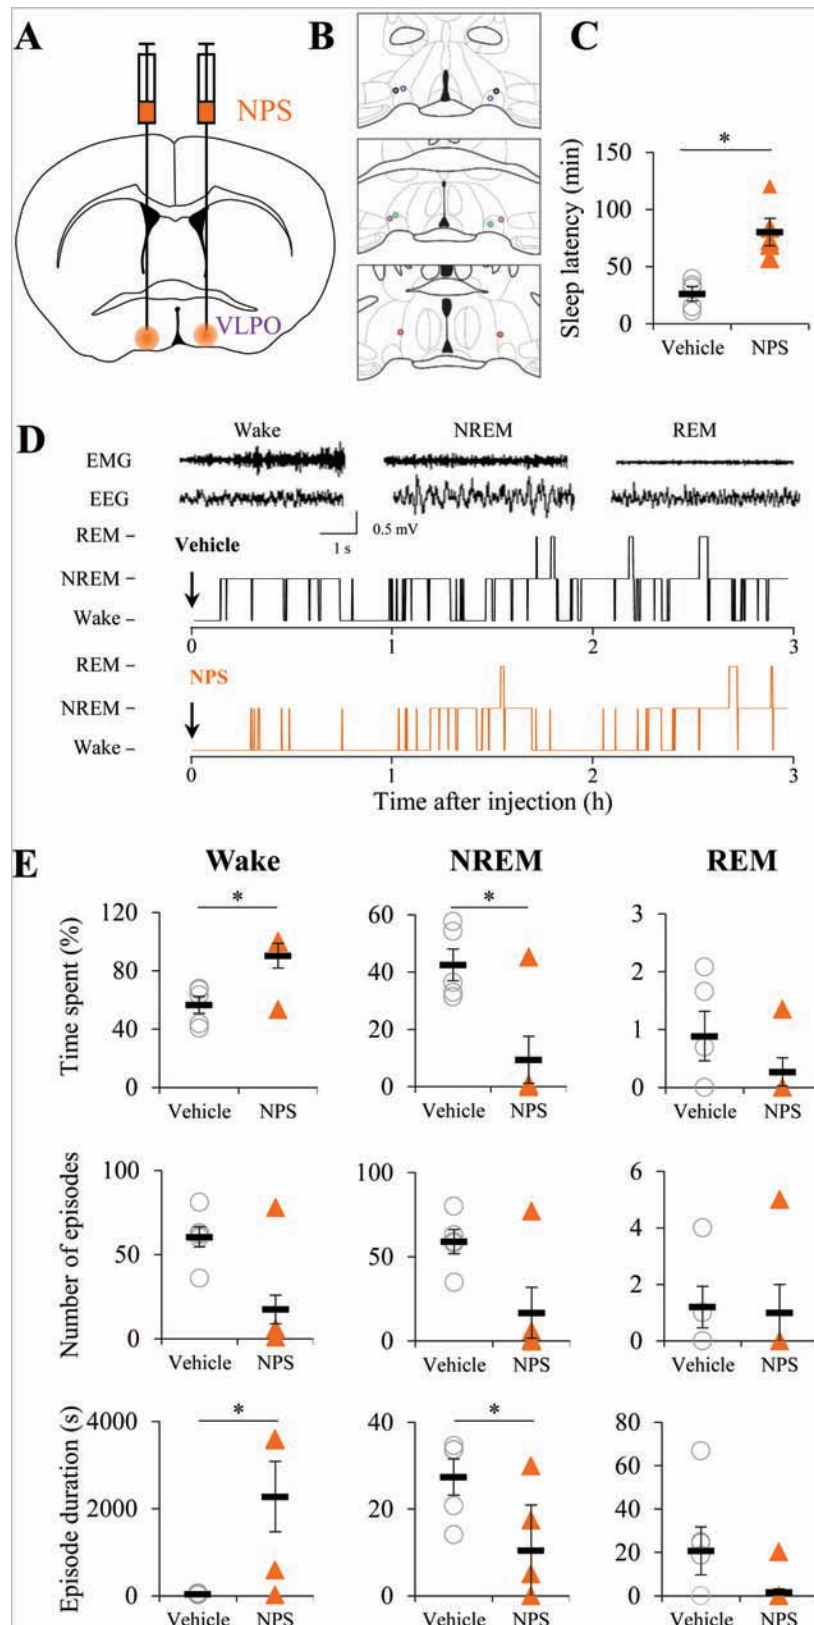 A
NPS
VLPO
B
C
*
Sleep latency (min)
150
100
50
0
Vehicle NPS
D
Wake NREM REM
EMG
EEG
0.5 mV
1 s
REM
Vehicle
NREM
Wake
0 1 2 3
REM
NPS
NREM
Wake
0 1 2 3
Time after injection (h)
E
Wake NREM REM
Time spent (%)
120
80
40
0
*
Vehicle NPS
60
40
20
0
*
Vehicle NPS
3
2
1
0
Vehicle NPS
Number of episodes
100
50
0
Vehicle NPS
100
50
0
Vehicle NPS
6
4
2
0
Vehicle NPS
Episode duration (s)
4000
2000
0
*
Vehicle NPS
40
20
0
*
Vehicle NPS
80
60
40
20
0
Vehicle NPS